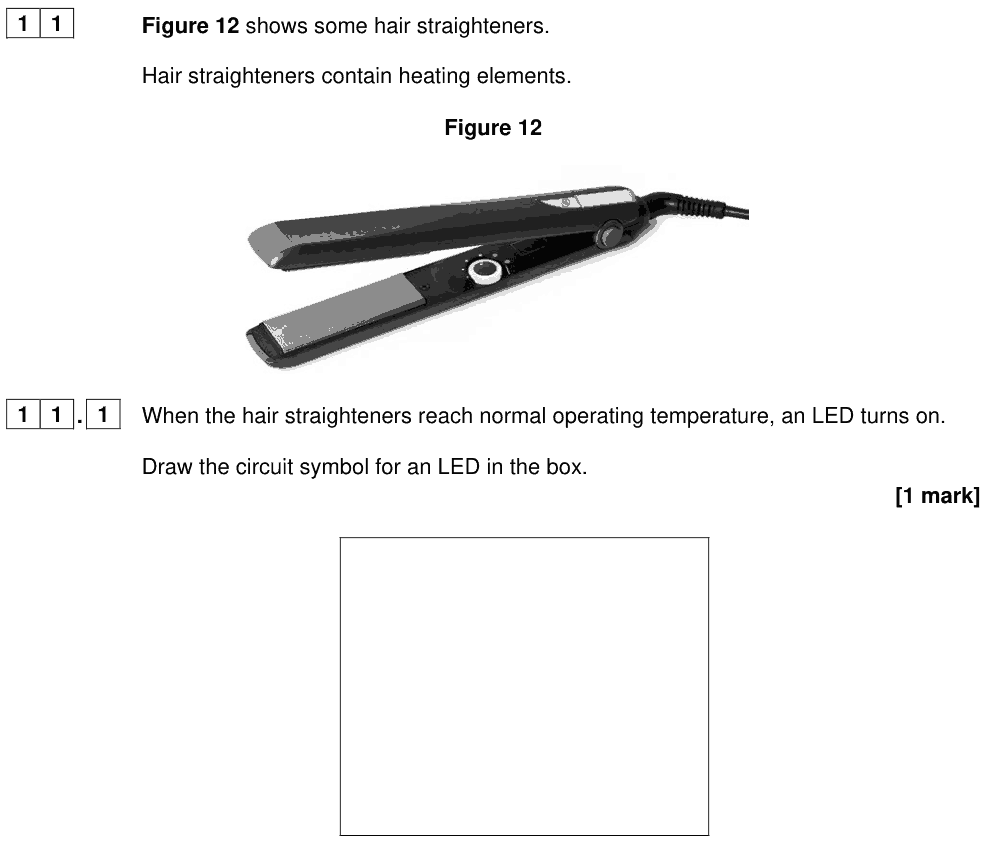 1 1 Figure 12 shows some hair straighteners.
Hair straighteners contain heating elements.
Figure 12
1 1 . 1 When the hair straighteners reach normal operating temperature, an LED turns on.
Draw the circuit symbol for an LED in the box.
[1 mark]